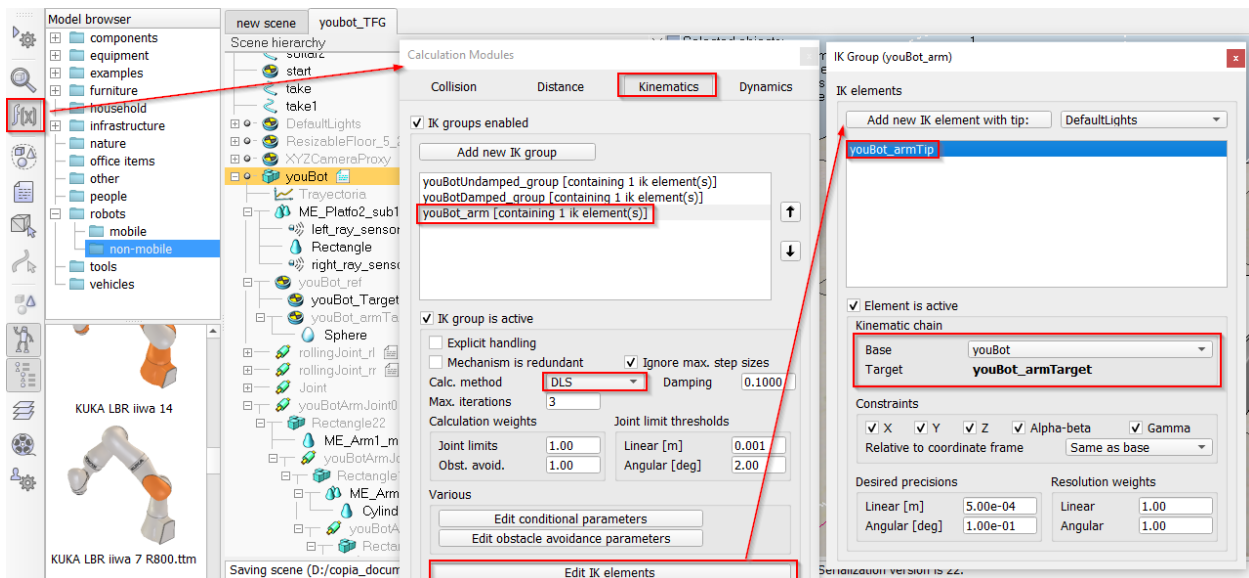 Model browser
components
equipment
examples
furniture
household
infrastructure
nature
office items
other
people
robots
mobile
non-mobile
tools
vehicles
KUKA LBR iiwa 14
KUKA LBR iiwa 7 R800.ttm
new scene
youbot_TFG
Scene hierarchy
start
take
take1
DefaultLights
ResizableFloor_5_2
XYZCameraProxy
youBot
Trayectoria
ME_Platfo2_sub1
left_ray_sensor
Rectangle
right_ray_senso
youBot_ref
youBot_Target
youBot_armTa
Sphere
rollingJoint_rl
rollingJoint_rr
Joint
youBotArmJoint0
Rectangle22
ME_Arm1_m
youBotArmJo
Rectangle
ME_Arm
Cylind
youBotA
Recta
Saving scene (D:/copia_docum
Calculation Modules
Collision
Distance
Kinematics
Dynamics
IK groups enabled
Add new IK group
youBotUndamped_group [containing 1 ik element(s)]
youBotDamped_group [containing 1 ik element(s)]
youBot_arm [containing 1 ik element(s)]
IK group is active
Explicit handling
Mechanism is redundant
Ignore max. step sizes
Calc. method
DLS
Damping
0.1000
Max. iterations
3
Calculation weights
Joint limit thresholds
Joint limits
1.00
Linear [m]
0.001
Obst. avoid.
1.00
Angular [deg]
2.00
Various
Edit conditional parameters
Edit obstacle avoidance parameters
Edit IK elements
IK Group (youBot_arm)
x
IK elements
Add new IK element with tip:
DefaultLights
youBot_armTip
Element is active
Kinematic chain
Base
youBot
Target
youBot_armTarget
Constraints
X
Y
Z
Alpha-beta
Gamma
Relative to coordinate frame
Same as base
Desired precisions
Resolution weights
Linear [m]
5.00e-04
Linear
1.00
Angular [deg]
1.00e-01
Angular
1.00
Serialization version is 22.